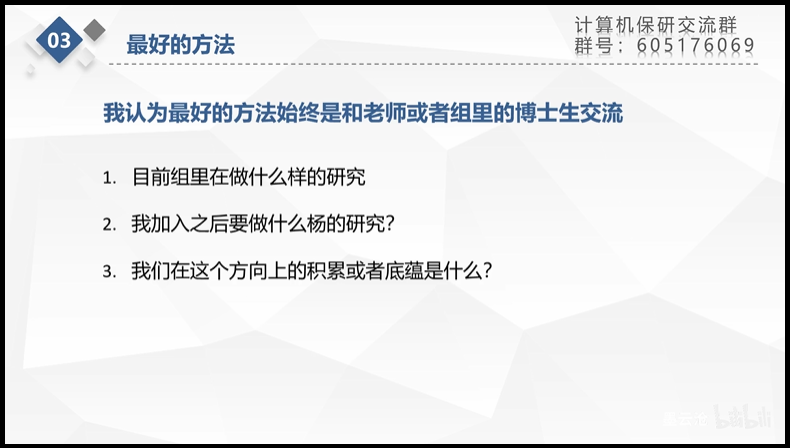 03
最好的方法
计算机保研交流群
群号：605176069
我认为最好的方法始终是和老师或者组里的博士生交流
1. 目前组里在做什么样的研究
2. 我加入之后要做什么杨的研究？
3. 我们在这个方向上的积累或者底蕴是什么？
bilibili